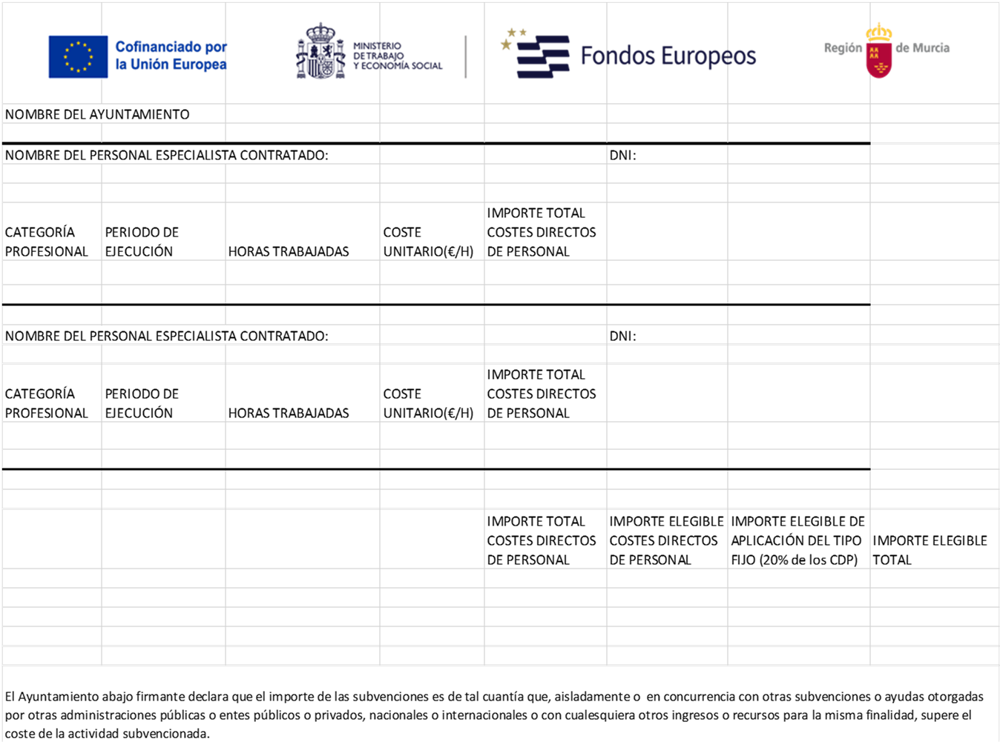 Cofinanciado por
la Unión Europea
MINISTERIO
DE TRABAJO
Y ECONOMÍA SOCIAL
Fondos Europeos
Región de Murcia
NOMBRE DEL AYUNTAMIENTO
NOMBRE DEL PERSONAL ESPECIALISTA CONTRATADO: DNI:
CATEGORÍA
PROFESIONAL
PERIODO DE
EJECUCIÓN
HORAS TRABAJADAS
COSTE
UNITARIO(€/H)
IMPORTE TOTAL
COSTES DIRECTOS
DE PERSONAL
NOMBRE DEL PERSONAL ESPECIALISTA CONTRATADO: DNI:
CATEGORÍA
PROFESIONAL
PERIODO DE
EJECUCIÓN
HORAS TRABAJADAS
COSTE
UNITARIO(€/H)
IMPORTE TOTAL
COSTES DIRECTOS
DE PERSONAL
IMPORTE TOTAL
COSTES DIRECTOS
DE PERSONAL
IMPORTE ELEGIBLE
COSTES DIRECTOS
DE PERSONAL
IMPORTE ELEGIBLE DE
APLICACIÓN DEL TIPO
FIJO (20% de los CDP)
IMPORTE ELEGIBLE
TOTAL
El Ayuntamiento abajo firmante declara que el importe de las subvenciones es de tal cuantía que, aisladamente o en concurrencia con otras subvenciones o ayudas otorgadas
por otras administraciones públicas o entes públicos o privados, nacionales o internacionales o con cualesquiera otros ingresos o recursos para la misma finalidad, supere el
coste de la actividad subvencionada.